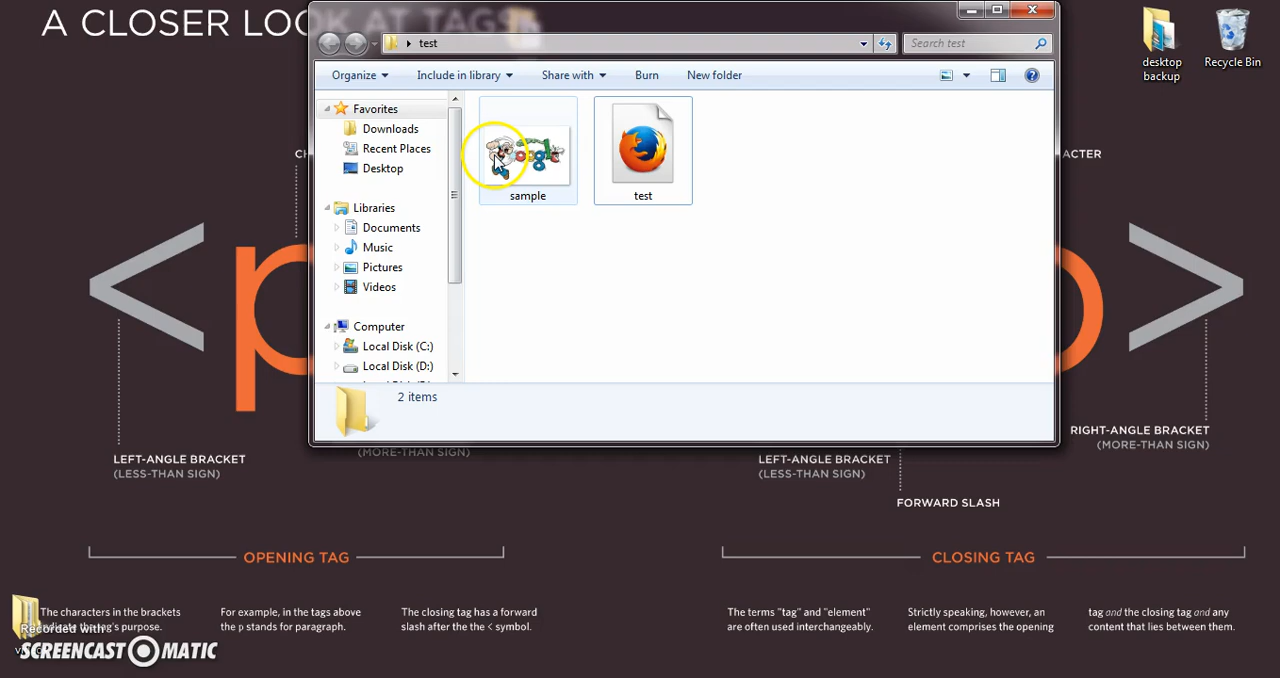 A CLOSER LOOK AT TAGS
test
Search test
Organize
Include in library
Share with
Burn
New folder
desktop
backup
Recycle Bin
Favorites
Downloads
Recent Places
Desktop
Libraries
Documents
Music
Pictures
Videos
Computer
Local Disk (C:)
Local Disk (D:)
sample
test
2 items
ACTER
<p
>
LEFT-ANGLE BRACKET
(LESS-THAN SIGN)
(MORE-THAN SIGN)
LEFT-ANGLE BRACKET
(LESS-THAN SIGN)
FORWARD SLASH
RIGHT-ANGLE BRACKET
(MORE-THAN SIGN)
OPENING TAG
CLOSING TAG
The characters in the brackets
tag's purpose.
For example, in the tags above
the p stands for paragraph.
The closing tag has a forward
slash after the the < symbol.
The terms "tag" and "element"
are often used interchangeably.
Strictly speaking, however, an
element comprises the opening
tag and the closing tag and any
content that lies between them.
Recorded with
SCREENCAST-O-MATIC